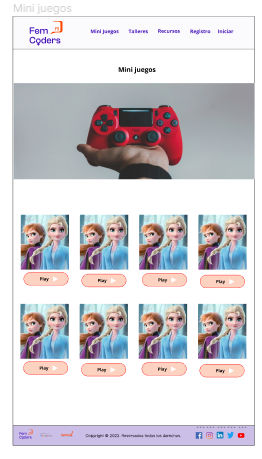 Mini juegos
Fem
Coders
Mini Juegos Talleres Recursos Registro Iniciar
Mini juegos
Play Play Play Play
Play Play Play Play
Fem
Coders
Copyright © 2022. Femcoders todos los derechos.